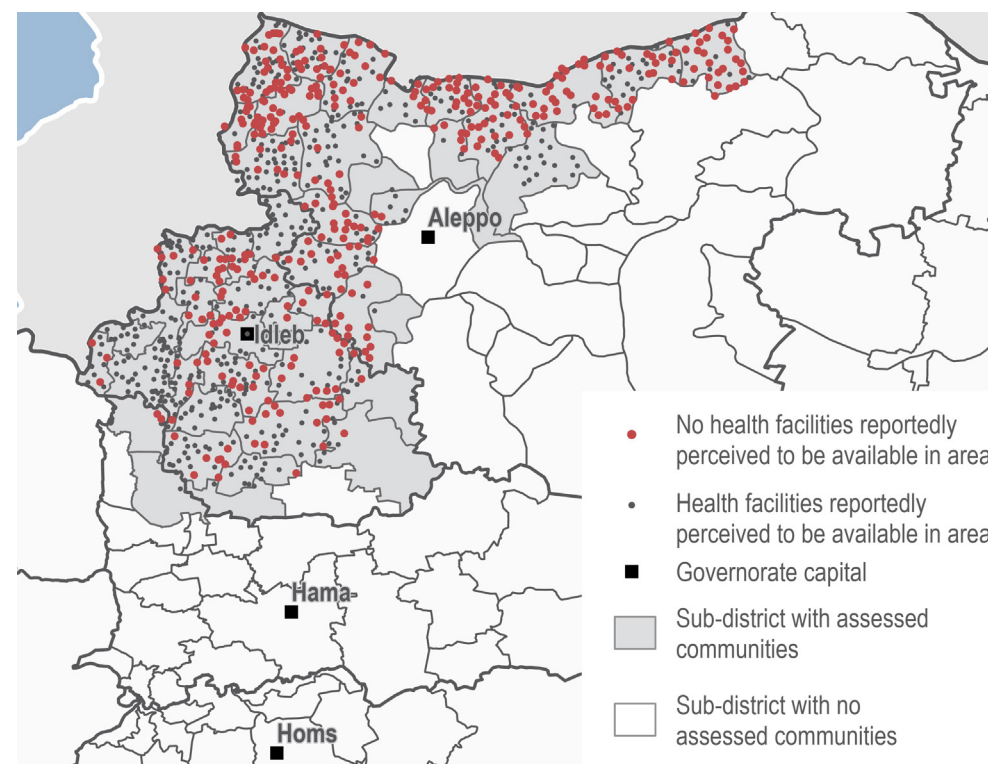 Aleppo
Idleb
No health facilities reportedly
perceived to be available in area
Health facilities reportedly
perceived to be available in area
Governorate capital
Sub-district with assessed
communities
Hama
Sub-district with no
assessed communities
Homs